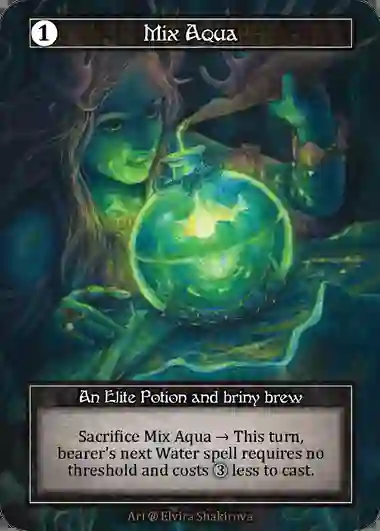 1
Mix Aqua
An Elite Potion and briny brew
Sacrifice Mix Aqua → This turn,
bearer's next Water spell requires no
threshold and costs ③ less to cast.
Art @ Elvira Shakirova